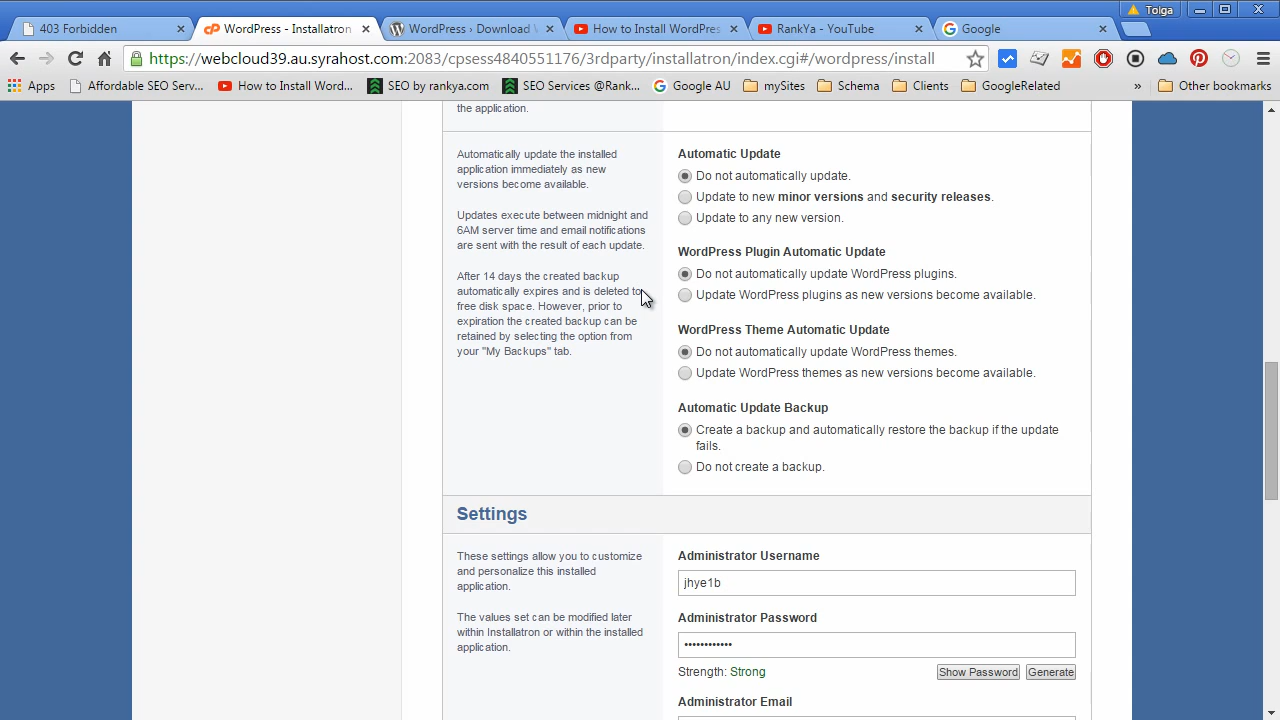 Tolga
403 Forbidden
WordPress - Installatron
WordPress › Download
How to Install WordPres
RankYa - YouTube
Google
https://webcloud39.au.syrahost.com:2083/cpsess4840551176/3rdparty/installatron/index.cgi#/wordpress/install
Apps
Affordable SEO Serv...
How to Install Word...
SEO by rankya.com
SEO Services @Rank...
Google AU
mySites
Schema
Clients
GoogleRelated
»
Other bookmarks
the application.
Automatically update the installed
application immediately as new
versions become available.
Updates execute between midnight and
6AM server time and email notifications
are sent with the result of each update.
After 14 days the created backup
automatically expires and is deleted to
free disk space. However, prior to
expiration the created backup can be
retained by selecting the option from
your "My Backups" tab.
Automatic Update
Do not automatically update.
Update to new minor versions and security releases.
Update to any new version.
WordPress Plugin Automatic Update
Do not automatically update WordPress plugins.
Update WordPress plugins as new versions become available.
WordPress Theme Automatic Update
Do not automatically update WordPress themes.
Update WordPress themes as new versions become available.
Automatic Update Backup
Create a backup and automatically restore the backup if the update
fails.
Do not create a backup.
Settings
These settings allow you to customize
and personalize this installed
application.
The values set can be modified later
within Installatron or within the installed
application.
Administrator Username
jhye1b
Administrator Password
••••••••••••
Strength: Strong
Show Password
Generate
Administrator Email